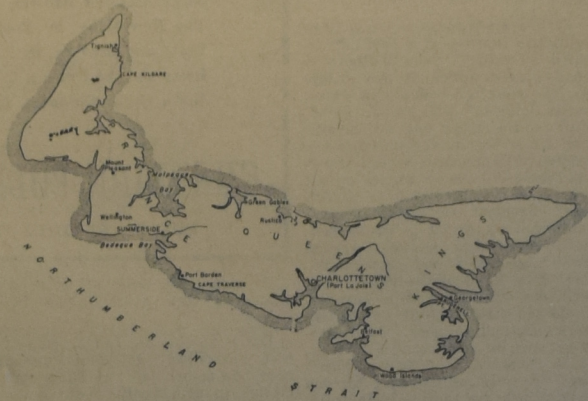 Tignish
CAPE KILDARE
Mount
Pleasant
Malpeque
Bay
Green Gables
Rustico
Wellington
SUMMERSIDE
Bedeque Bay
PRINCE
QUEENS
KINGS
Port Borden
CAPE TRAVERSE
CHARLOTTETOWN
(Port La Joie)
Georgetown
Wood Islands
NORTHUMBERLAND
STRAIT